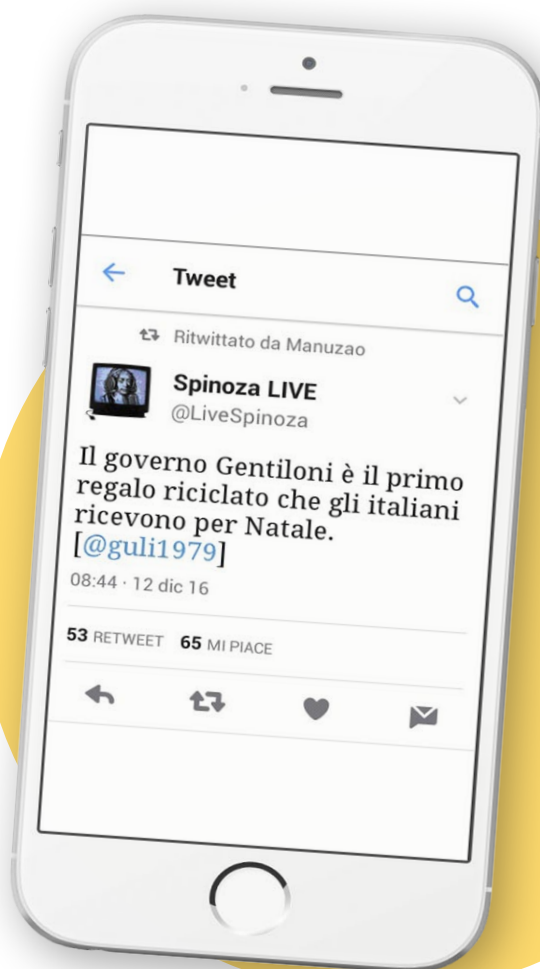 Tweet
Ritwittato da Manuzao
Spinoza LIVE
@LiveSpinoza
Il governo Gentiloni è il primo
regalo riciclato che gli italiani
ricevono per Natale.
[@guli1979]
08:44 · 12 dic 16
53 RETWEET 65 MI PIACE